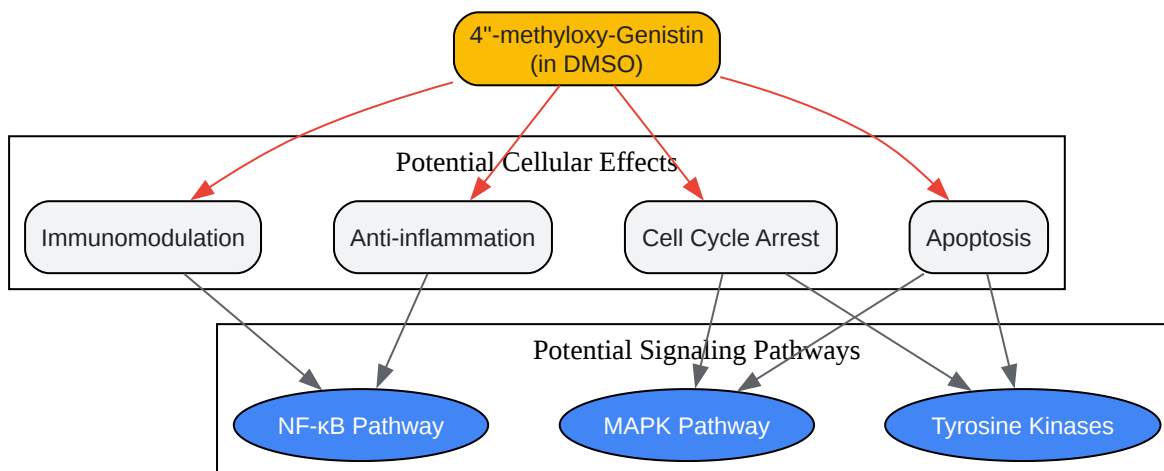 4"-methyloxy-Genistin
(in DMSO)
Potential Cellular Effects
Immunomodulation
Anti-inflammation
Cell Cycle Arrest
Apoptosis
Potential Signaling Pathways
NF-κB Pathway
MAPK Pathway
Tyrosine Kinases